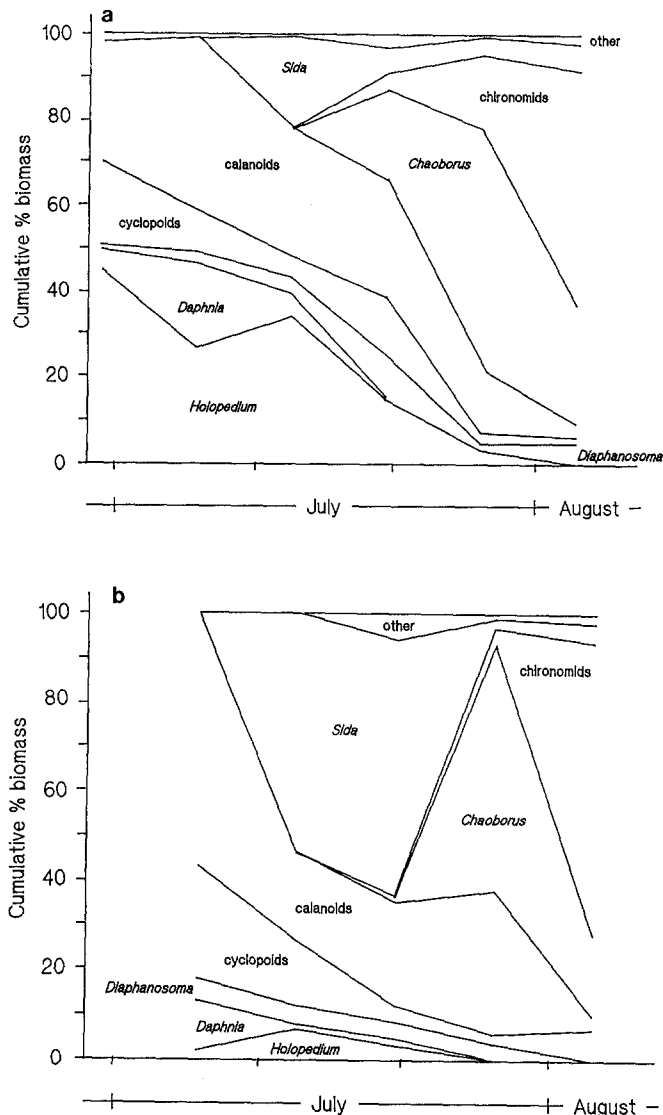 a
100
80
60
40
20
0
Cumulative % biomass
other
Sida
chironomids
calanoids
Chaoborus
cyclopoids
Daphnia
Holopedium
Diaphanosoma
July
August
b
100
80
60
40
20
0
Cumulative % biomass
other
chironomids
Sida
Chaoborus
calanoids
cyclopoids
Diaphanosoma
Daphnia
Holopedium
July
August